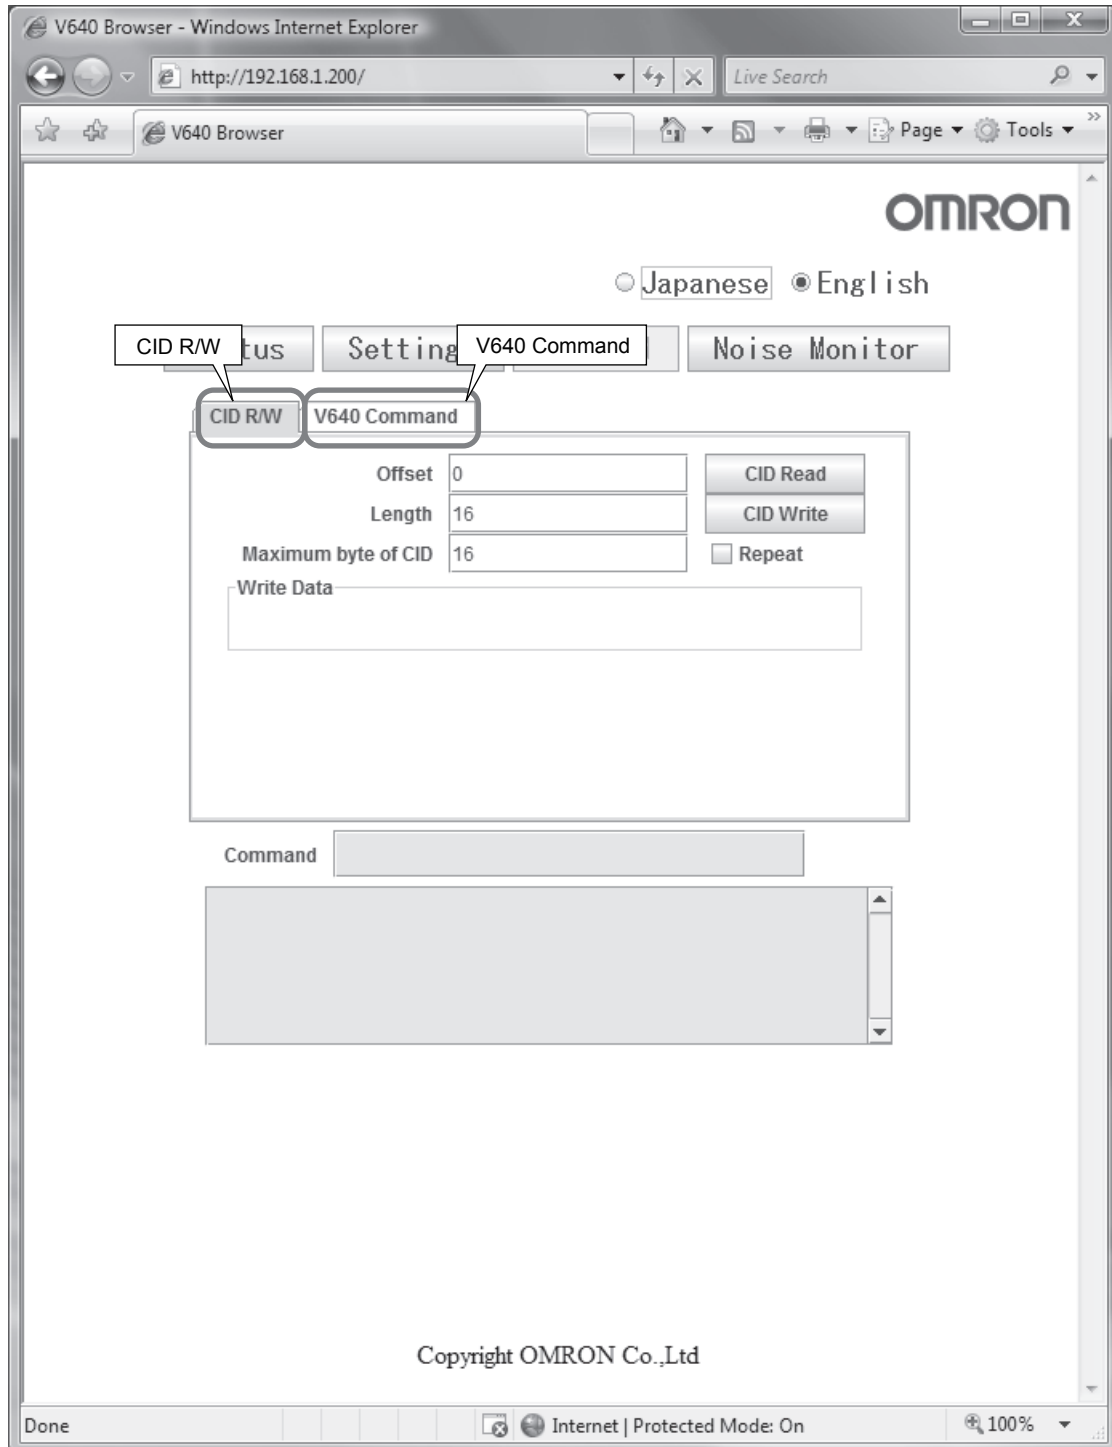 V640 Browser - Windows Internet Explorer
http://192.168.1.200/ Live Search
V640 Browser Page Tools
OMRON
Japanese English
CID R/W tus Setting V640 Command Noise Monitor
CID R/W V640 Command
Offset 0 CID Read
Length 16 CID Write
Maximum byte of CID 16 Repeat
Write Data
Command
Copyright OMRON Co.,Ltd
Done Internet | Protected Mode: On 100%